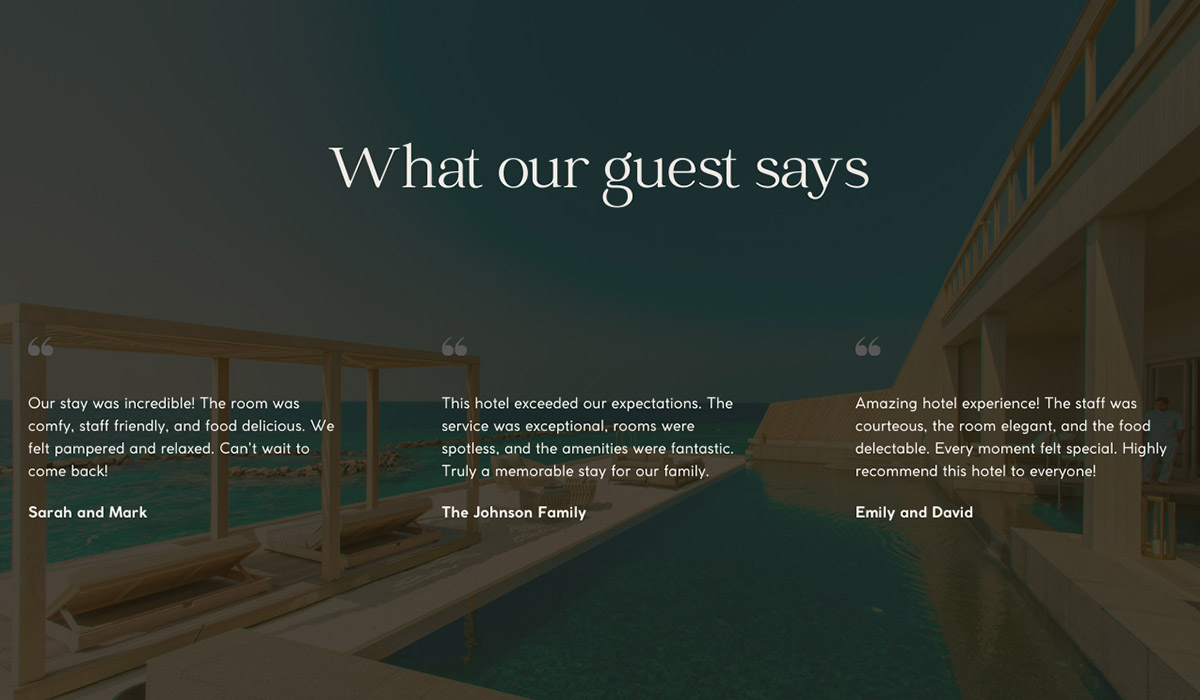 What our guest says
“
Our stay was incredible! The room was
comfy, staff friendly, and food delicious. We
felt pampered and relaxed. Can't wait to
come back!
Sarah and Mark
“
This hotel exceeded our expectations. The
service was exceptional, rooms were
spotless, and the amenities were fantastic.
Truly a memorable stay for our family.
The Johnson Family
“
Amazing hotel experience! The staff was
courteous, the room elegant, and the food
delectable. Every moment felt special. Highly
recommend this hotel to everyone!
Emily and David